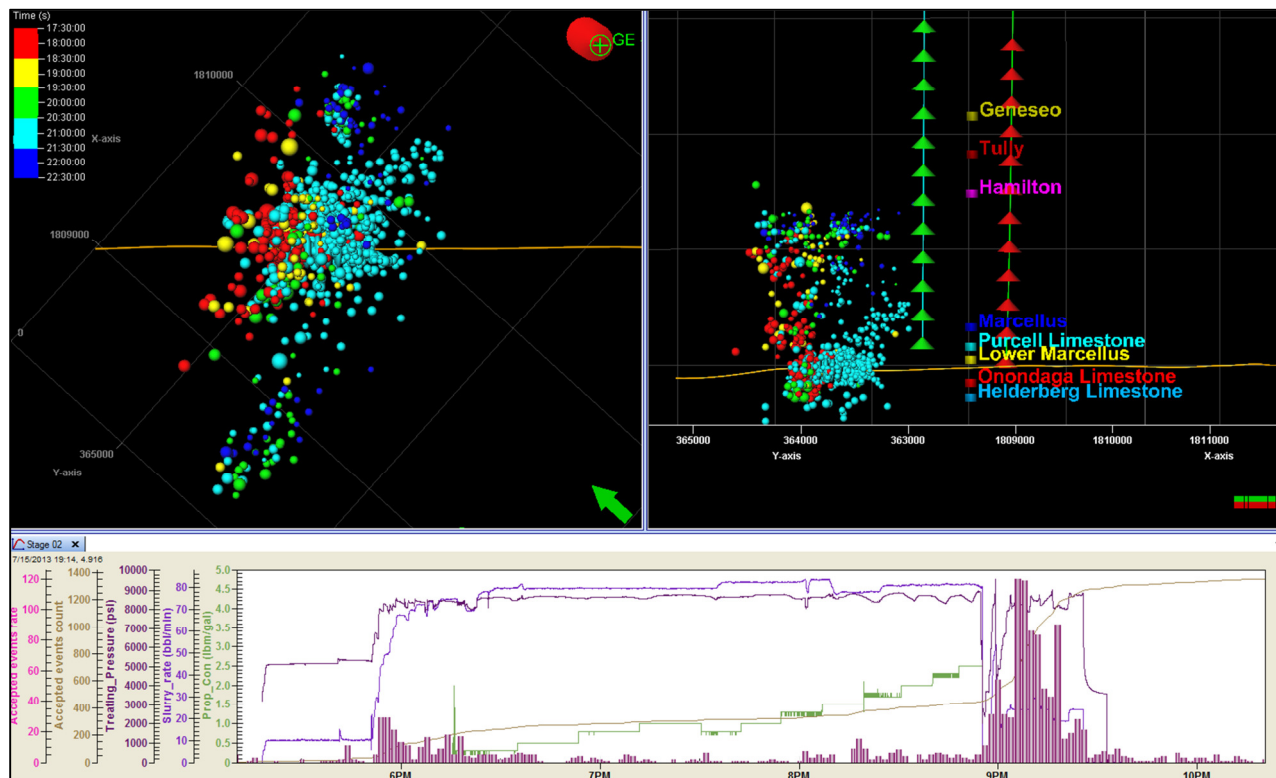 Time (s)
17:30:00
18:00:00
18:30:00
19:00:00
19:30:00
20:00:00
20:30:00
21:00:00
21:30:00
22:00:00
22:30:00
1810000
X-axis
1809000
0
365000
Y-axis
GE
Geneseo
Tully
Hamilton
Marcellus
Purcell Limestone
Lower Marcellus
Onondaga Limestone
Helderberg Limestone
365000 364000 363000 1809000 1810000 1811000
Y-axis X-axis
Stage 02
7/15/2013 19:14, 4.916
Accepted events rate
120
100
80
60
40
20
0
Accepted events count
1400
1200
1000
800
600
400
200
0
Treating_Pressure (psi)
10000
9000
8000
7000
6000
5000
4000
3000
2000
1000
0
Slurry_rate (bbl/min)
80
70
60
50
40
30
20
10
0
Prop_Con (lbm/gal)
5.0
4.5
4.0
3.5
3.0
2.5
2.0
1.5
1.0
0.5
0.0
6PM 7PM 8PM 9PM 10PM